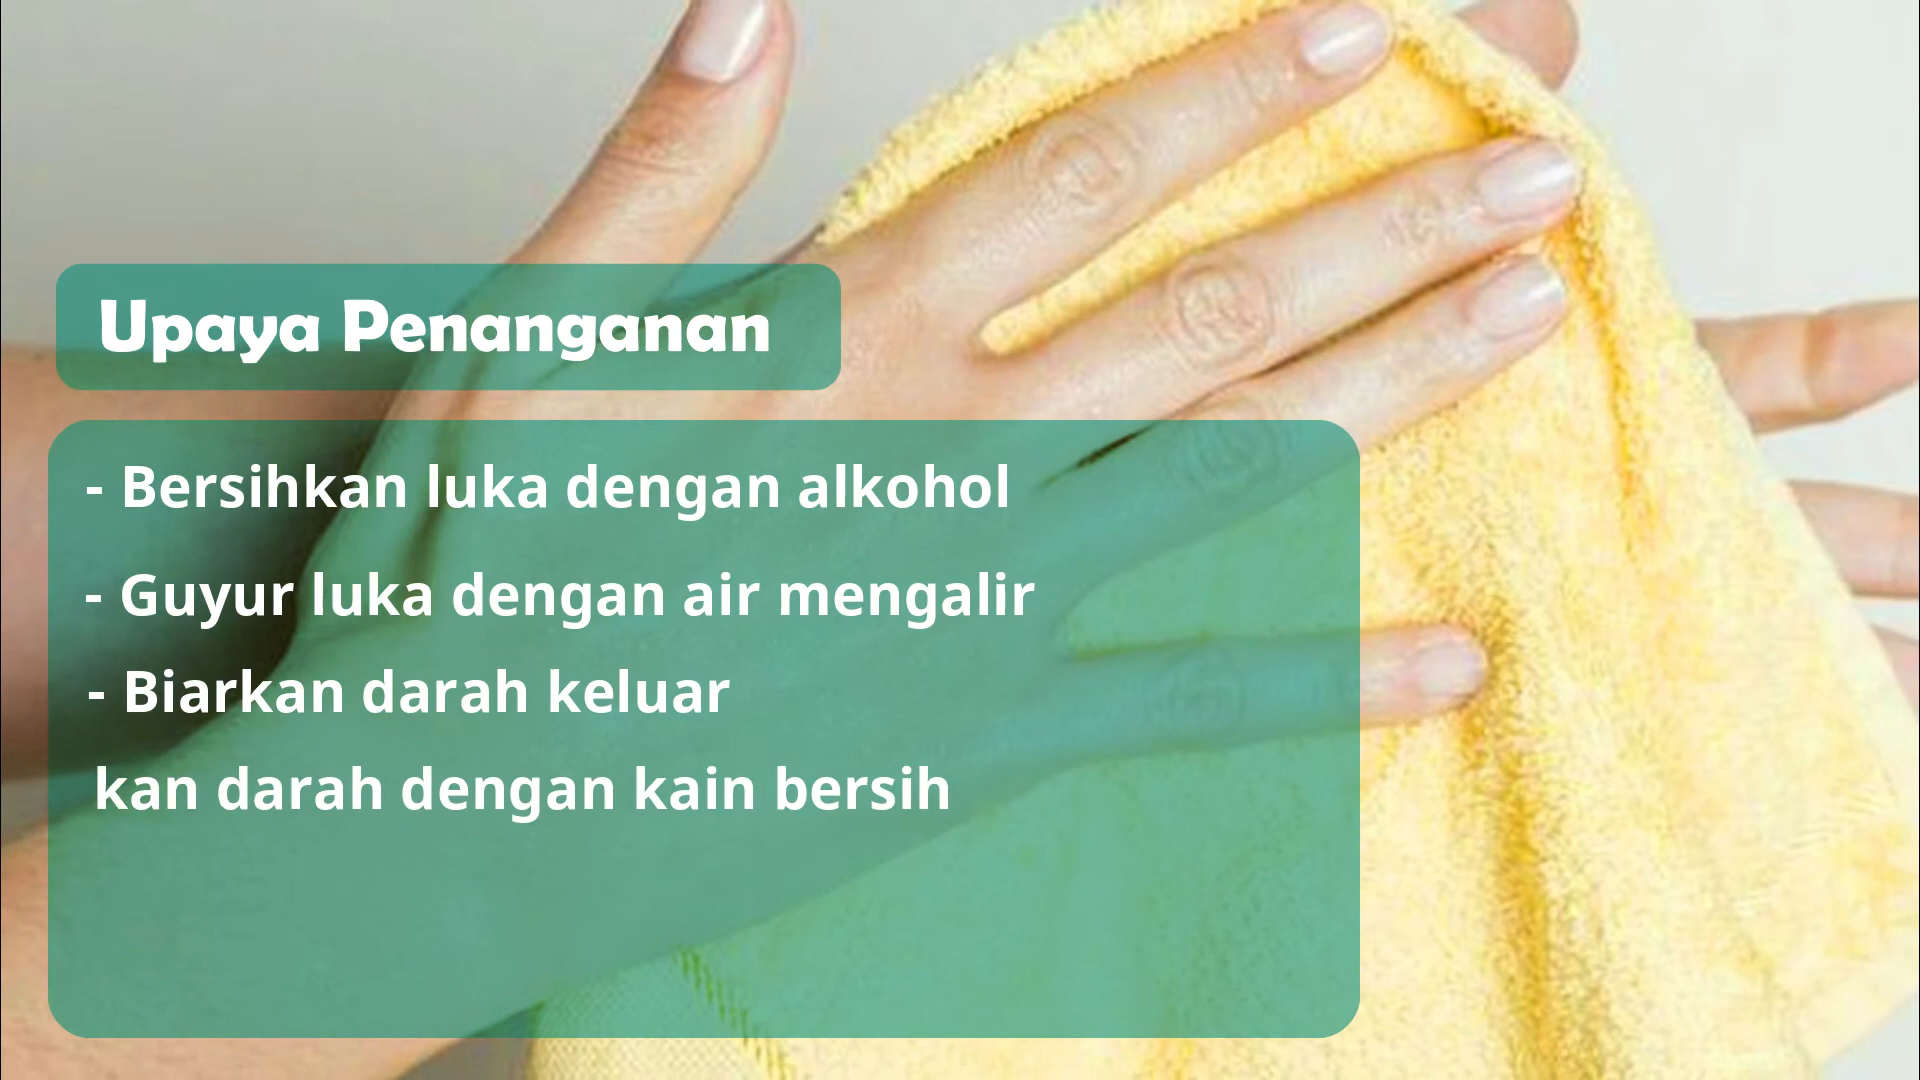 Upaya Penanganan
- Bersihkan luka dengan alkohol
- Guyur luka dengan air mengalir
- Biarkan darah keluar
kan darah dengan kain bersih